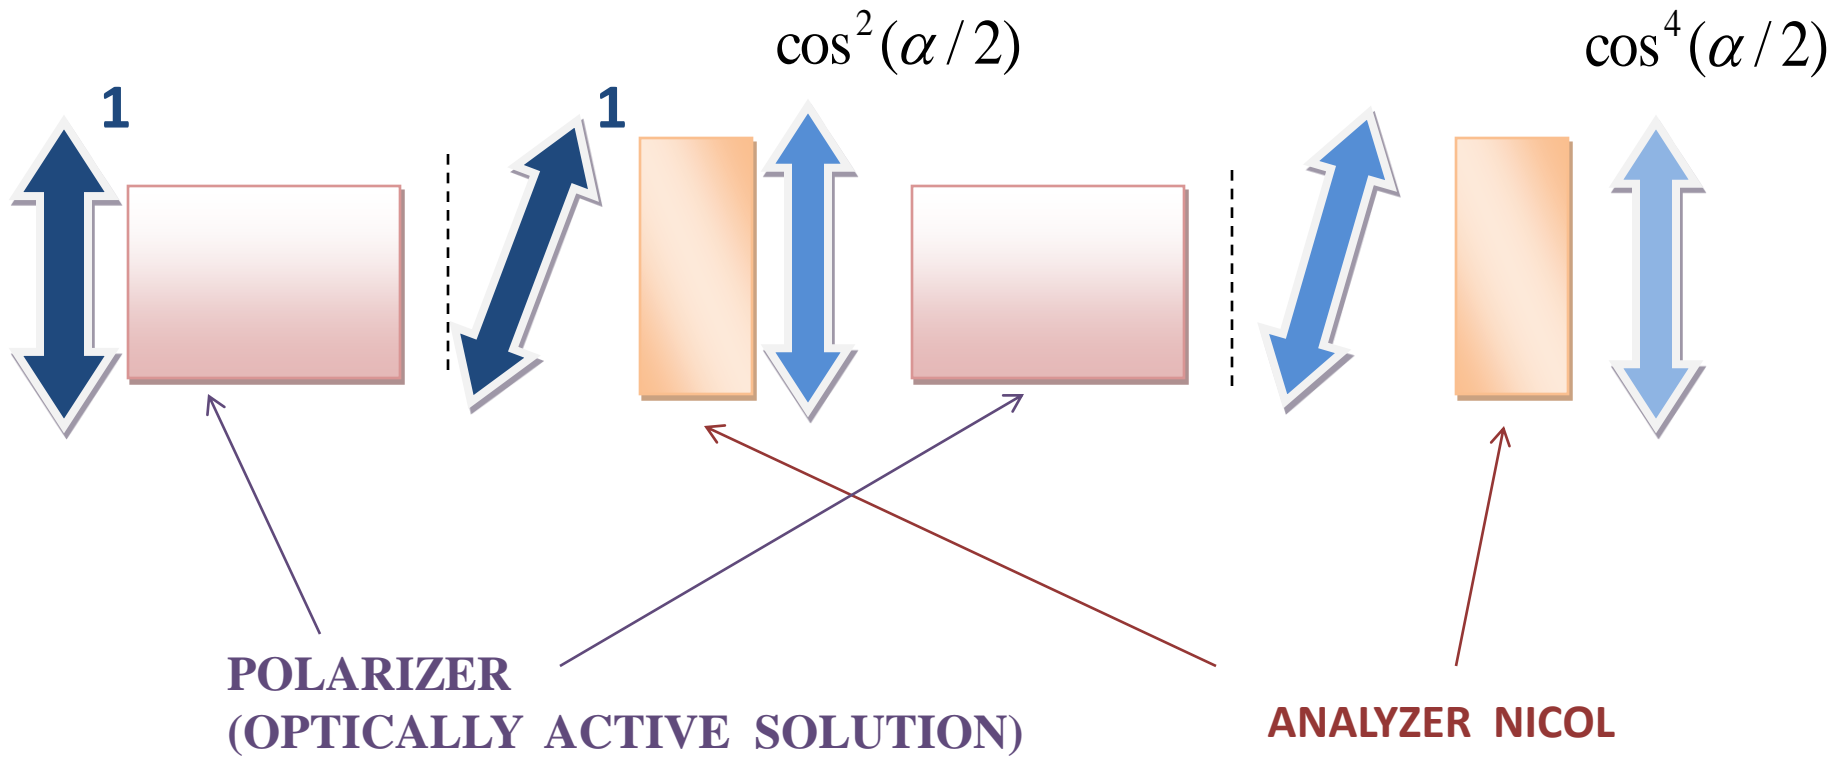 cos²(α/2)
cos⁴(α/2)
1
1
POLARIZER
(OPTICALLY ACTIVE SOLUTION)
ANALYZER NICOL